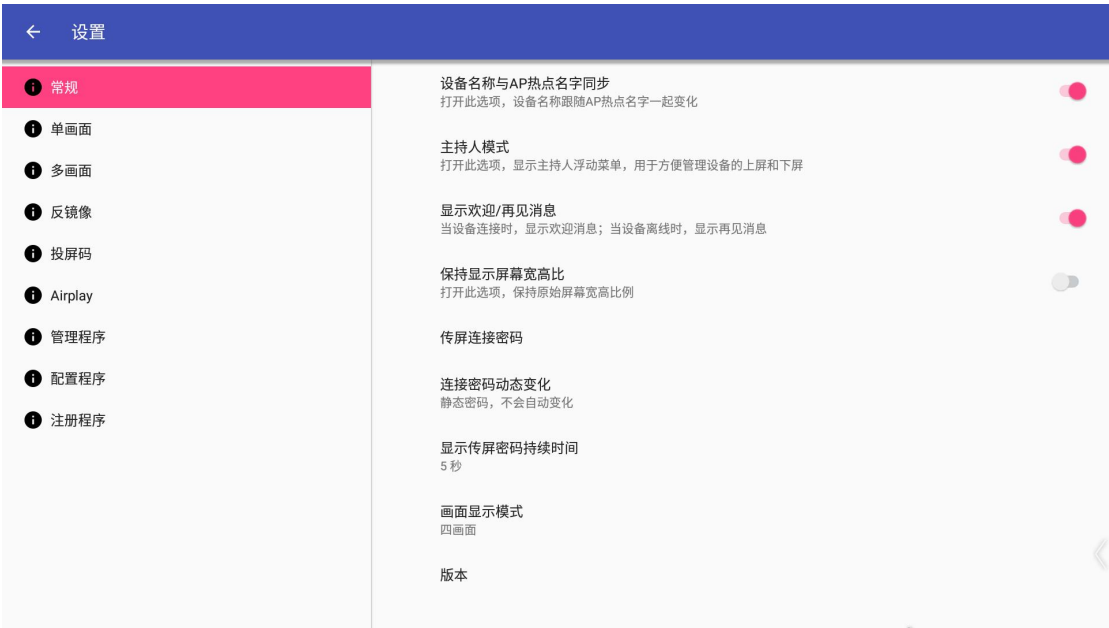 设置
常规
单画面
多画面
反镜像
投屏码
Airplay
管理程序
配置程序
注册程序
设备名称与AP热点名字同步
打开此选项，设备名称跟随AP热点名字一起变化
主持人模式
打开此选项，显示主持人浮动菜单，用于方便管理设备的上屏和下屏
显示欢迎/再见消息
当设备连接时，显示欢迎消息；当设备离线时，显示再见消息
保持显示屏幕宽高比
打开此选项，保持原始屏幕宽高比例
传屏连接密码
连接密码动态变化
静态密码，不会自动变化
显示传屏密码持续时间
5 秒
画面显示模式
四画面
版本